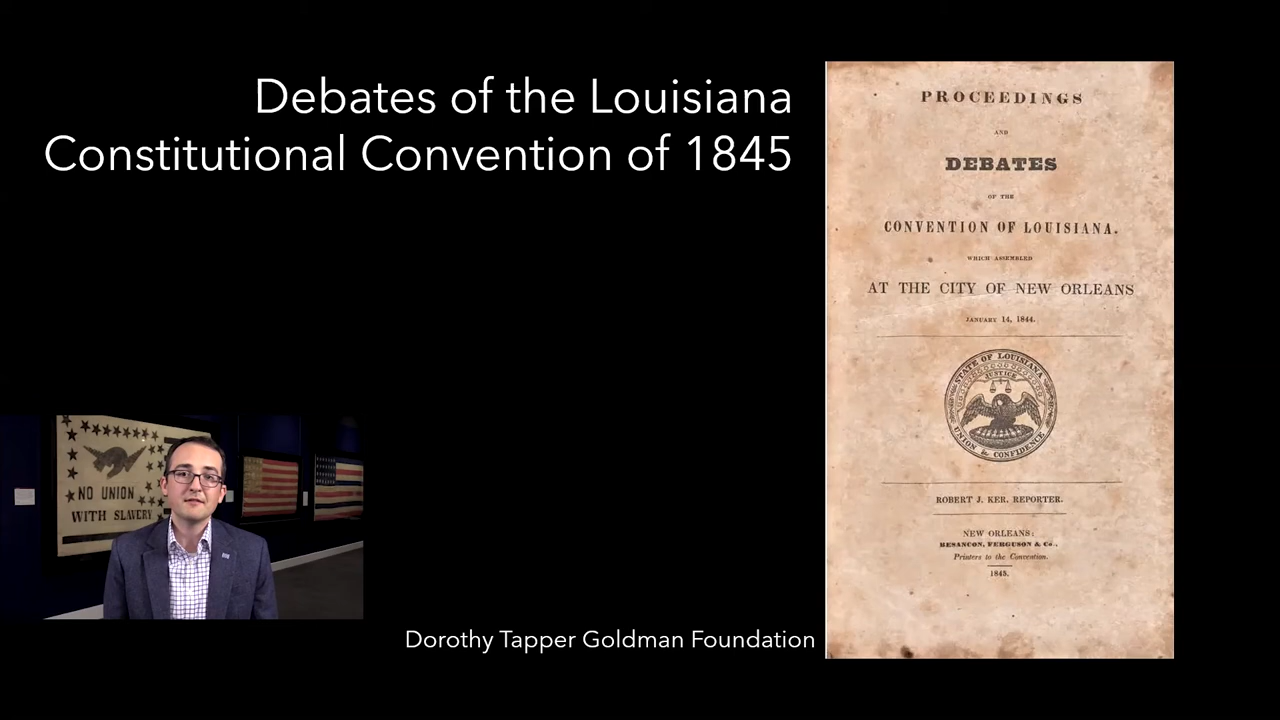 Debates of the Louisiana
Constitutional Convention of 1845
PROCEEDINGS
AND
DEBATES
OF THE
CONVENTION OF LOUISIANA.
WHICH ASSEMBLED
AT THE CITY OF NEW ORLEANS
JANUARY 14, 1844.
STATE OF LOUISIANA
JUSTICE
UNION & CONFIDENCE
ROBERT J. KER, REPORTER.
NEW ORLEANS:
BESANCON, FERGUSON & Co.,
Printers to the Convention.
1845.
NO UNION
WITH SLAVERY
Dorothy Tapper Goldman Foundation